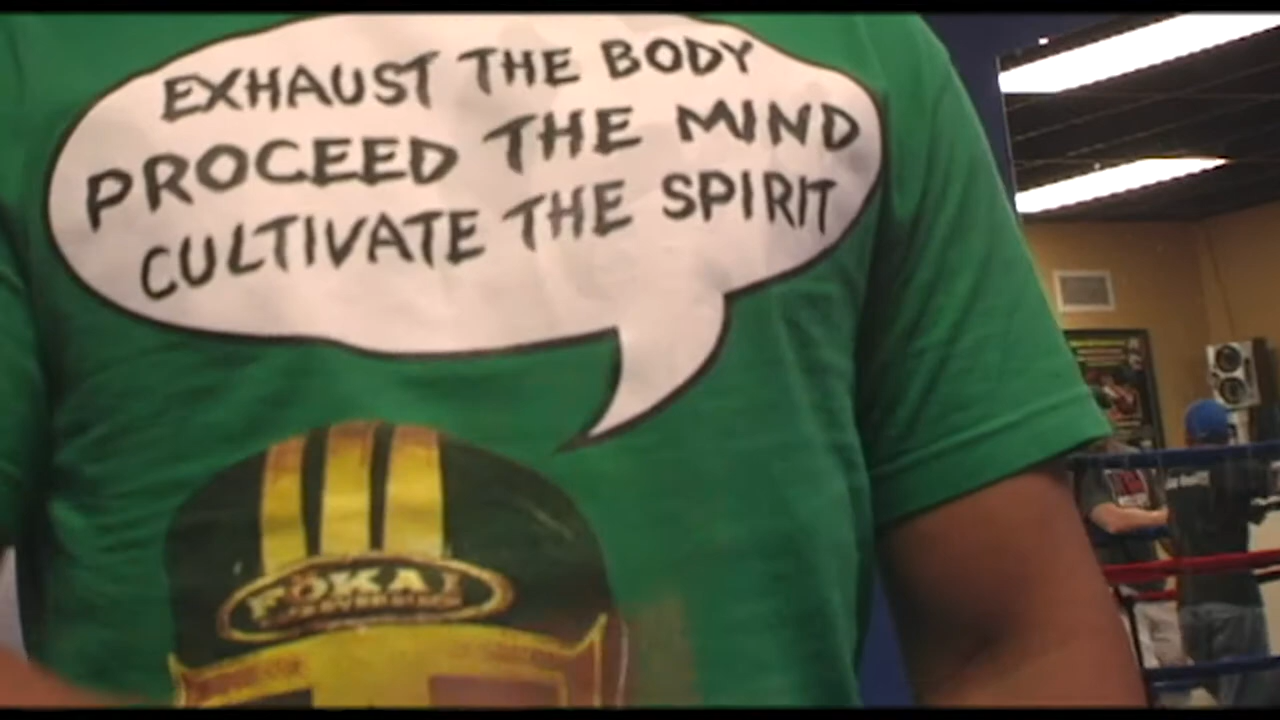 EXHAUST THE BODY
PROCEED THE MIND
CULTIVATE THE SPIRIT
FOKAI